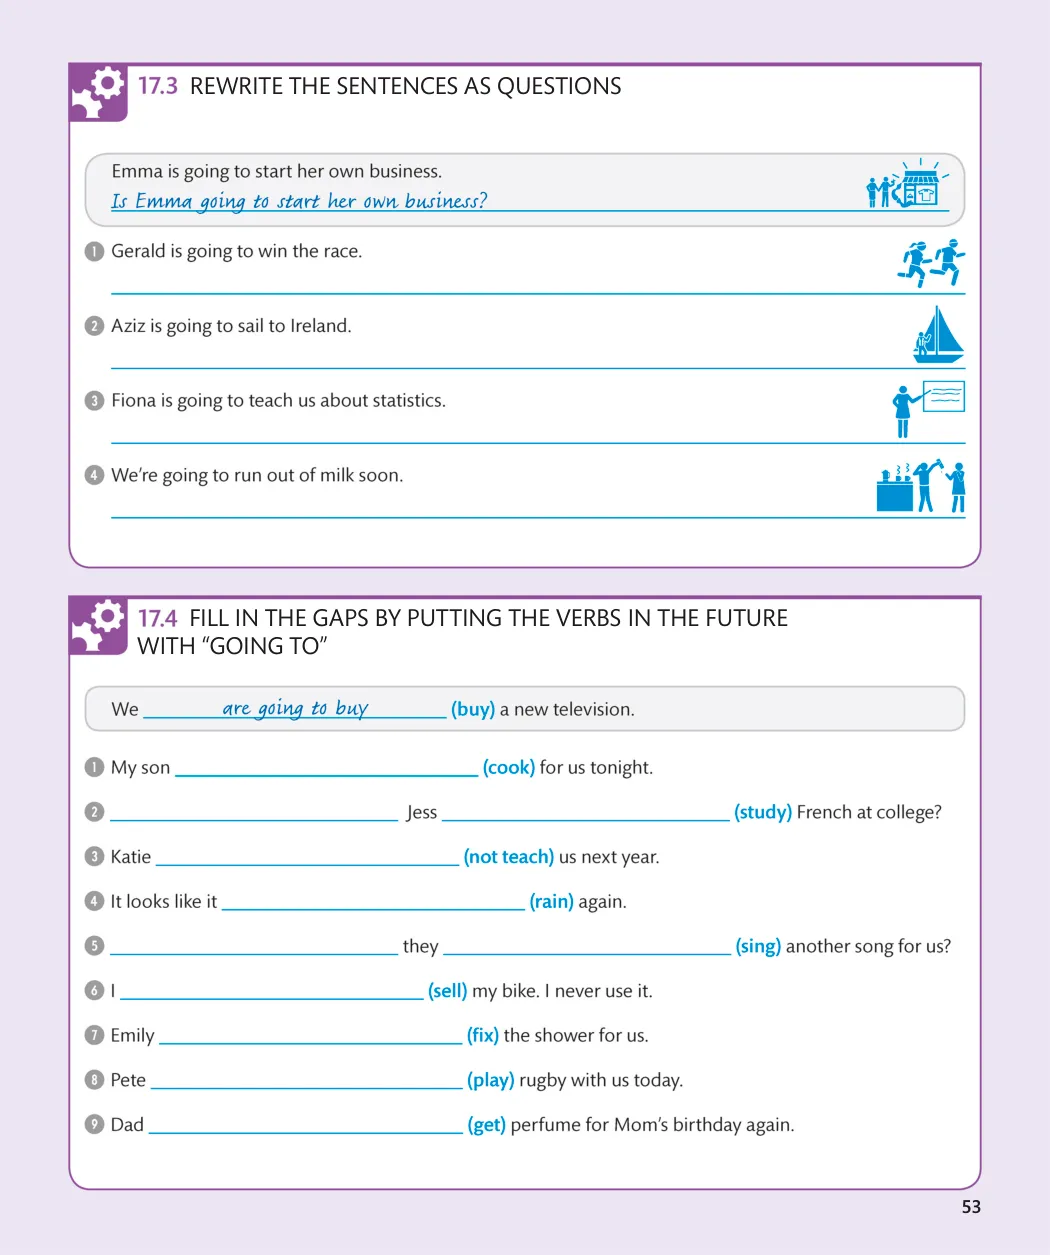 17.3 REWRITE THE SENTENCES AS QUESTIONS
Emma is going to start her own business.
Is Emma going to start her own business?
1 Gerald is going to win the race.
2 Aziz is going to sail to Ireland.
3 Fiona is going to teach us about statistics.
4 We’re going to run out of milk soon.
17.4 FILL IN THE GAPS BY PUTTING THE VERBS IN THE FUTURE
WITH “GOING TO”
We are going to buy (buy) a new television.
1 My son (cook) for us tonight.
2 Jess (study) French at college?
3 Katie (not teach) us next year.
4 It looks like it (rain) again.
5 they (sing) another song for us?
6 I (sell) my bike. I never use it.
7 Emily (fix) the shower for us.
8 Pete (play) rugby with us today.
9 Dad (get) perfume for Mom’s birthday again.
53